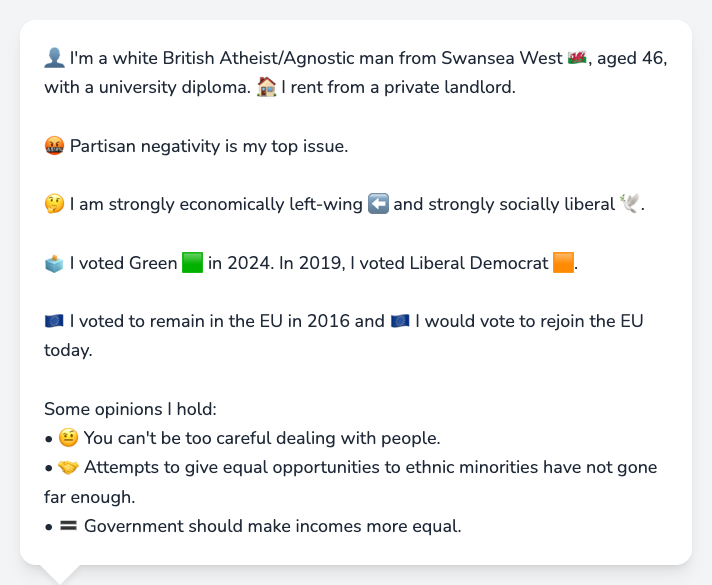 👤 I'm a white British Atheist/Agnostic man from Swansea West 🏴󠁧󠁢󠁷󠁬󠁳󠁿, aged 46,
with a university diploma. 🏠 I rent from a private landlord.
🤬 Partisan negativity is my top issue.
🤔 I am strongly economically left-wing ⬅️ and strongly socially liberal 🕊️.
🗳️ I voted Green 🟩 in 2024. In 2019, I voted Liberal Democrat 🟧.
🇪🇺 I voted to remain in the EU in 2016 and 🇪🇺 I would vote to rejoin the EU
today.
Some opinions I hold:
• 🤨 You can't be too careful dealing with people.
• 🤝 Attempts to give equal opportunities to ethnic minorities have not gone
far enough.
• 🟰 Government should make incomes more equal.